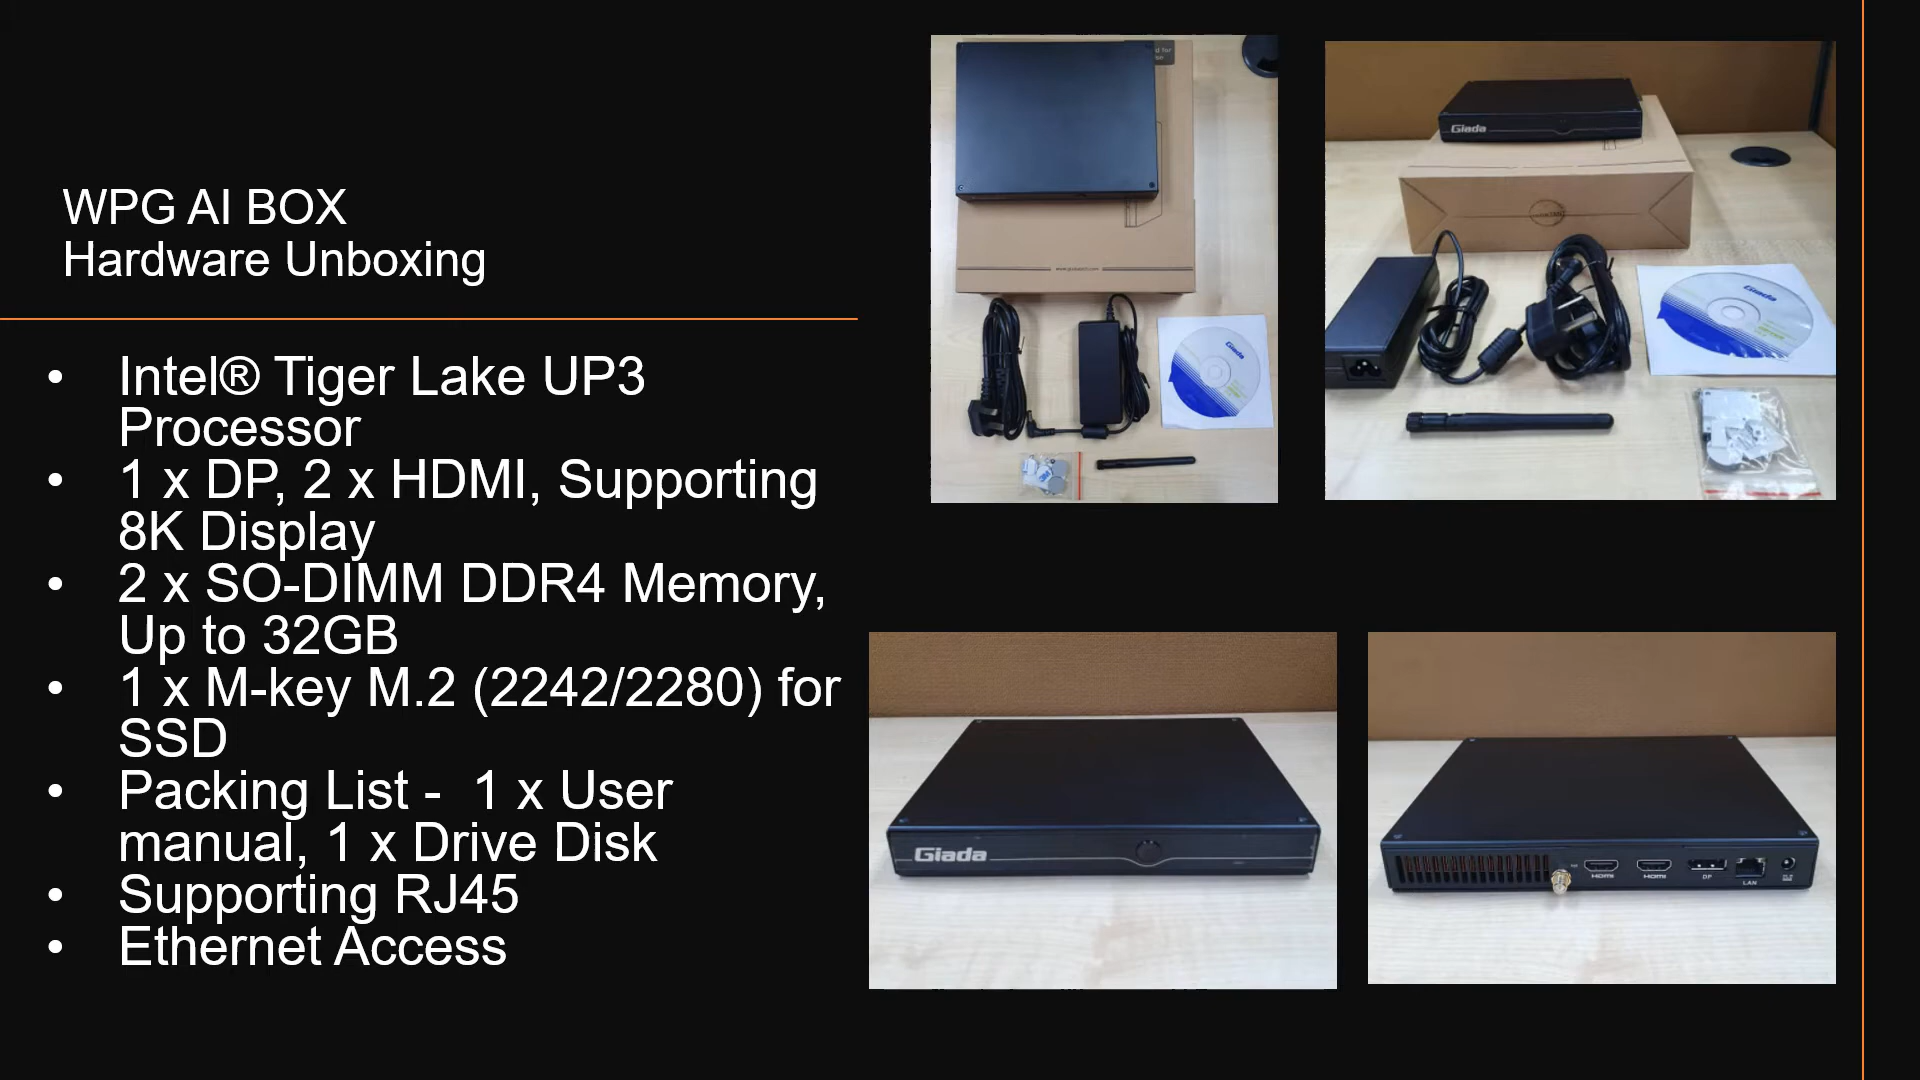 WPG AI BOX
Hardware Unboxing
• Intel® Tiger Lake UP3
Processor
• 1 x DP, 2 x HDMI, Supporting
8K Display
• 2 x SO-DIMM DDR4 Memory,
Up to 32GB
• 1 x M-key M.2 (2242/2280) for
SSD
• Packing List -  1 x User
manual, 1 x Drive Disk
• Supporting RJ45
• Ethernet Access
Giada
Giada
Giada
Giada
HDMI HDMI DP LAN